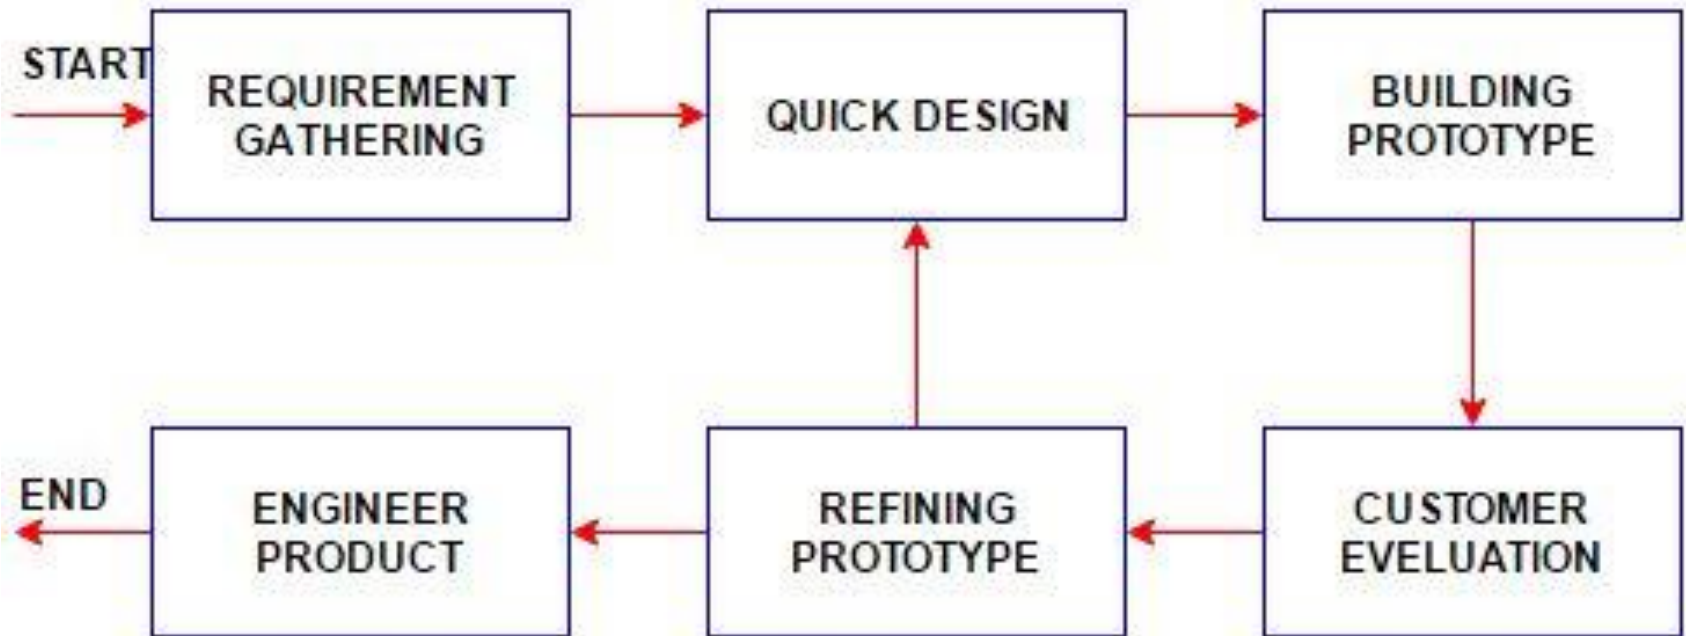 START
REQUIREMENT
GATHERING
QUICK DESIGN
BUILDING
PROTOTYPE
END
ENGINEER
PRODUCT
REFINING
PROTOTYPE
CUSTOMER
EVELUATION